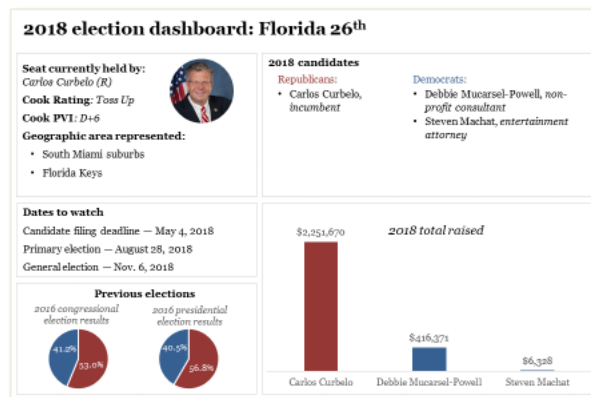 2018 election dashboard: Florida 26th
Seat currently held by:
Carlos Curbelo (R)
Cook Rating: Toss Up
Cook PVI: D+6
Geographic area represented:
• South Miami suburbs
• Florida Keys
2018 candidates
Republicans:
• Carlos Curbelo,
incumbent
Democrats:
• Debbie Mucarsel-Powell, non-
profit consultant
• Steven Machat, entertainment
attorney
Dates to watch
Candidate filing deadline — May 4, 2018
Primary election — August 28, 2018
General election — Nov. 6, 2018
Previous elections
2016 congressional
election results
41.2%
53.0%
2016 presidential
election results
40.5%
56.8%
2018 total raised
$2,251,670
$416,371
$6,328
Carlos Curbelo
Debbie Mucarsel-Powell
Steven Machat